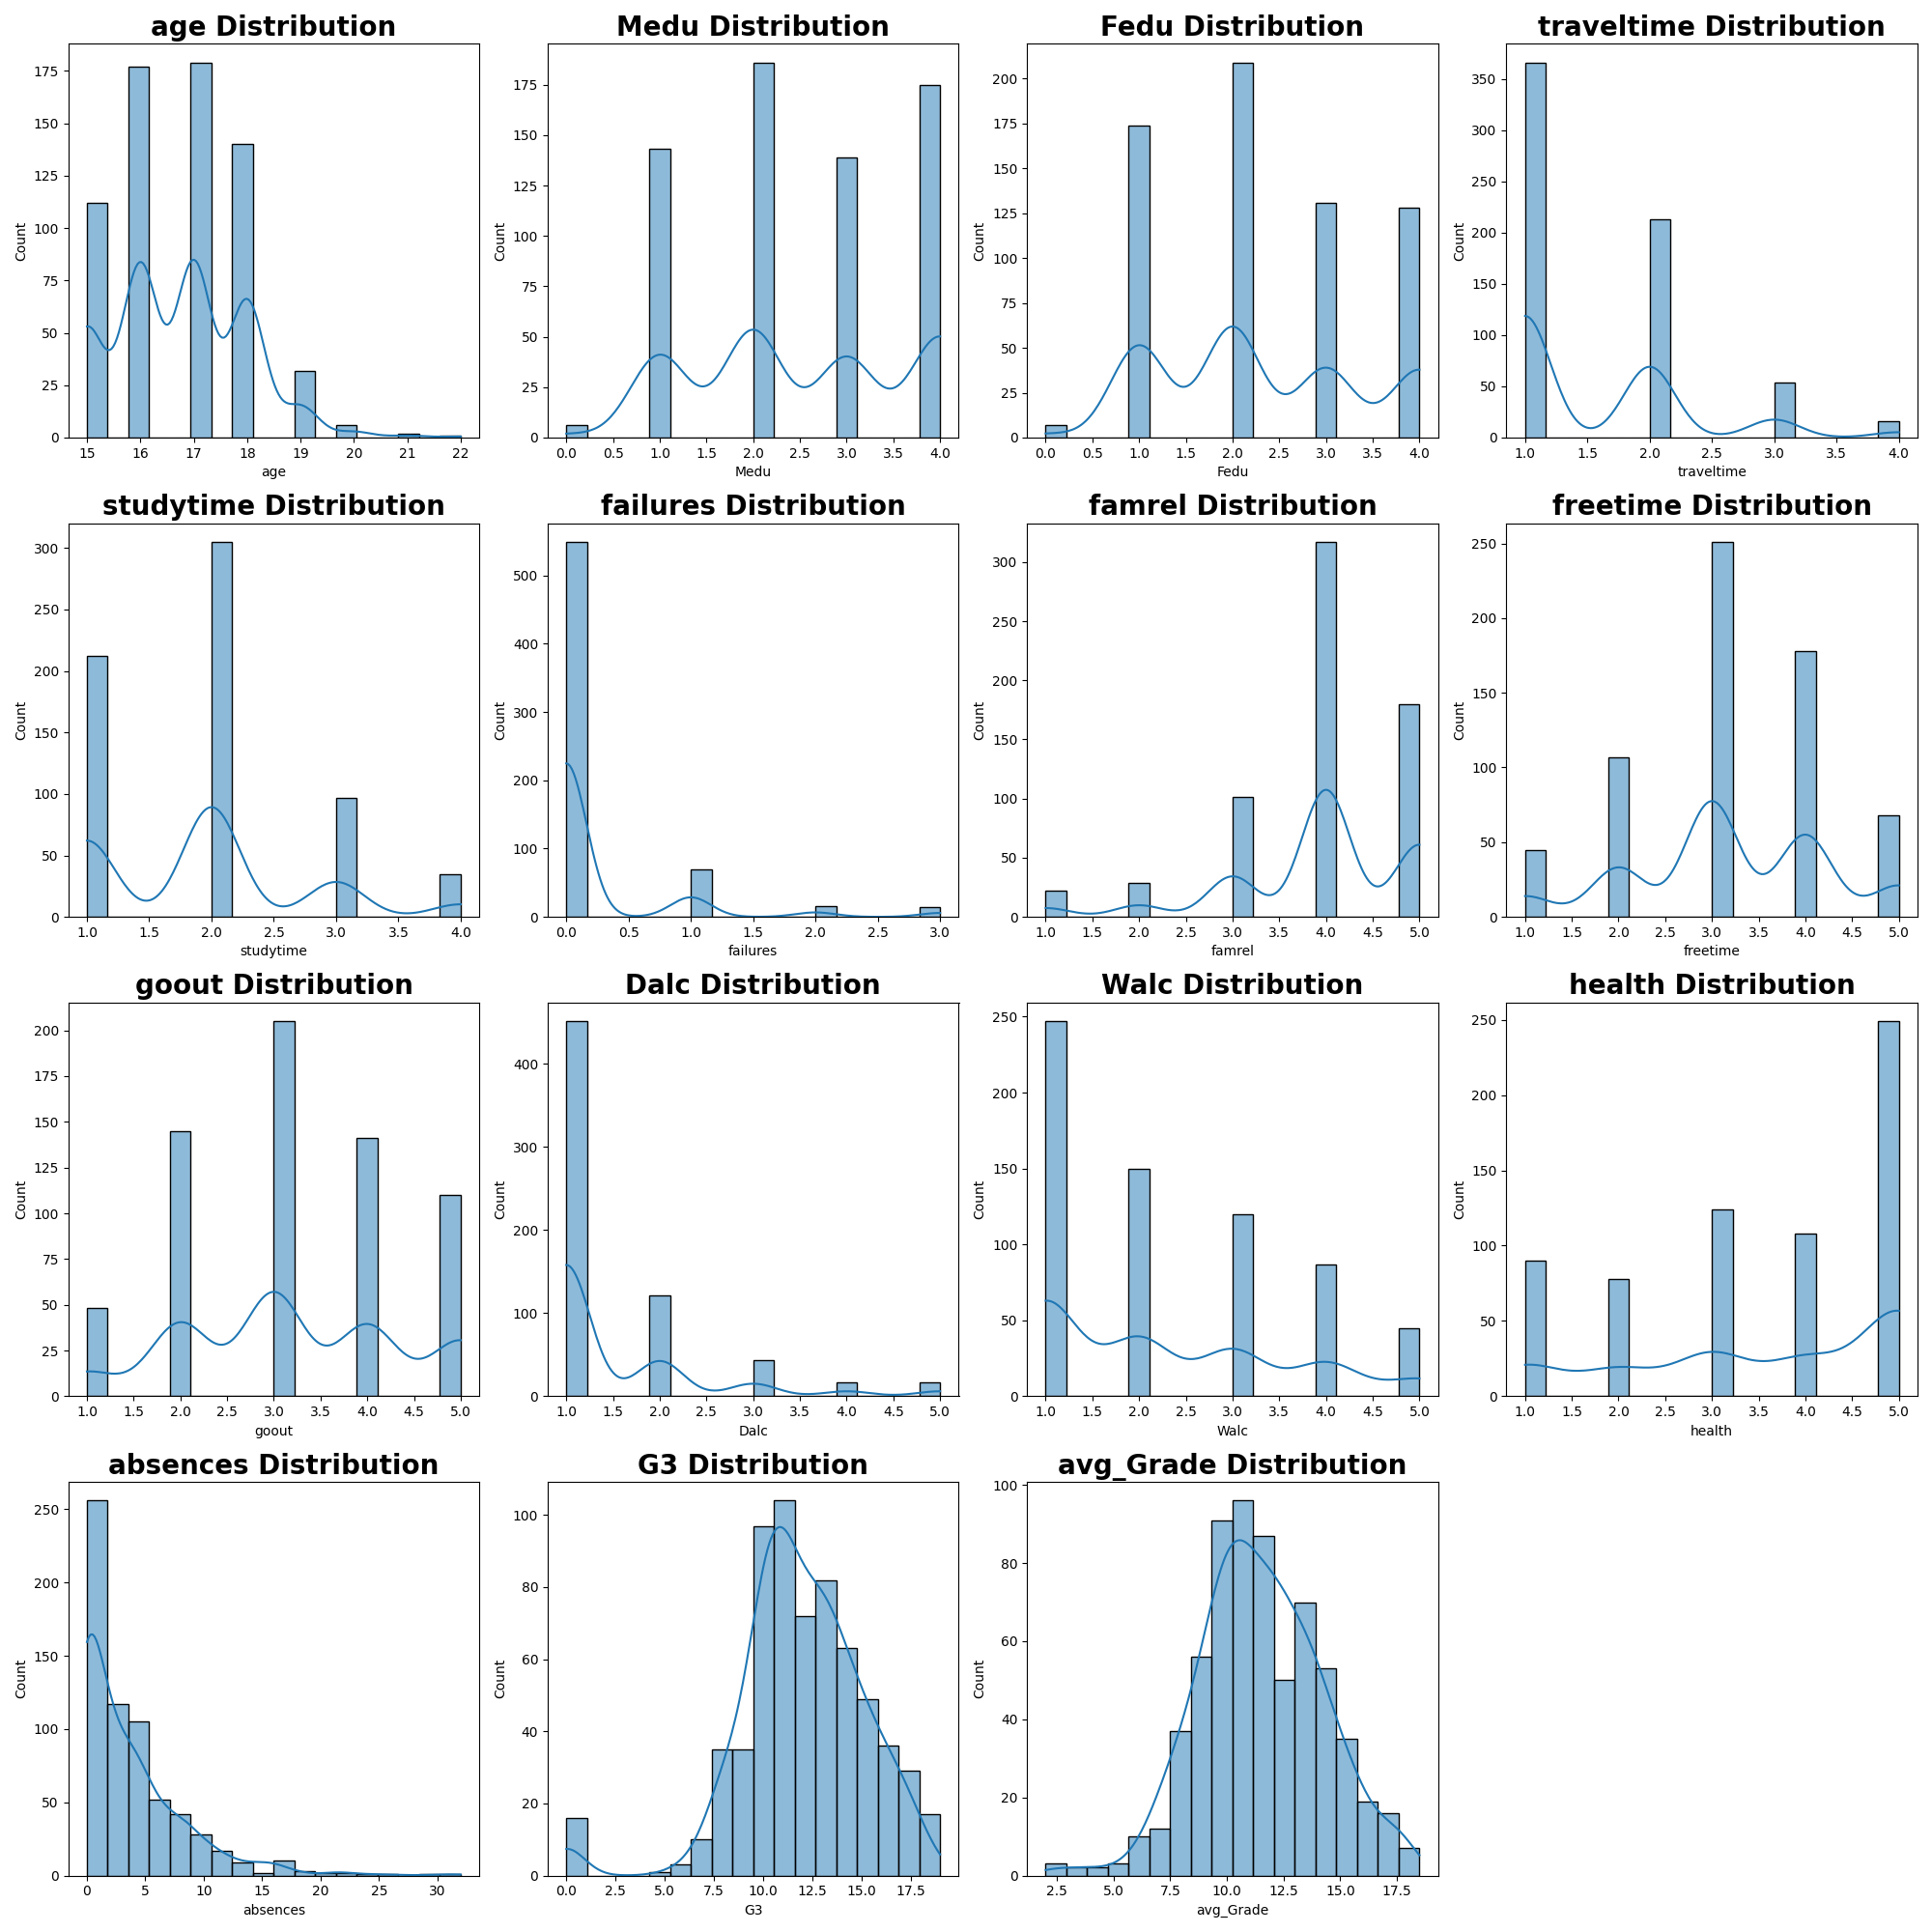 age Distribution
Count
175
150
125
100
75
50
25
0
15 16 17 18 19 20 21 22
age
Medu Distribution
Count
175
150
125
100
75
50
25
0
0.0 0.5 1.0 1.5 2.0 2.5 3.0 3.5 4.0
Medu
Fedu Distribution
Count
200
175
150
125
100
75
50
25
0
0.0 0.5 1.0 1.5 2.0 2.5 3.0 3.5 4.0
Fedu
traveltime Distribution
Count
350
300
250
200
150
100
50
0
1.0 1.5 2.0 2.5 3.0 3.5 4.0
traveltime
studytime Distribution
Count
300
250
200
150
100
50
0
1.0 1.5 2.0 2.5 3.0 3.5 4.0
studytime
failures Distribution
Count
500
400
300
200
100
0
0.0 0.5 1.0 1.5 2.0 2.5 3.0
failures
famrel Distribution
Count
300
250
200
150
100
50
0
1.0 1.5 2.0 2.5 3.0 3.5 4.0 4.5 5.0
famrel
freetime Distribution
Count
250
200
150
100
50
0
1.0 1.5 2.0 2.5 3.0 3.5 4.0 4.5 5.0
freetime
goout Distribution
Count
200
175
150
125
100
75
50
25
0
1.0 1.5 2.0 2.5 3.0 3.5 4.0 4.5 5.0
goout
Dalc Distribution
Count
400
300
200
100
0
1.0 1.5 2.0 2.5 3.0 3.5 4.0 4.5 5.0
Dalc
Walc Distribution
Count
250
200
150
100
50
0
1.0 1.5 2.0 2.5 3.0 3.5 4.0 4.5 5.0
Walc
health Distribution
Count
250
200
150
100
50
0
1.0 1.5 2.0 2.5 3.0 3.5 4.0 4.5 5.0
health
absences Distribution
Count
250
200
150
100
50
0
0 5 10 15 20 25 30
absences
G3 Distribution
Count
100
80
60
40
20
0
0.0 2.5 5.0 7.5 10.0 12.5 15.0 17.5
G3
avg_Grade Distribution
Count
100
80
60
40
20
0
2.5 5.0 7.5 10.0 12.5 15.0 17.5
avg_Grade